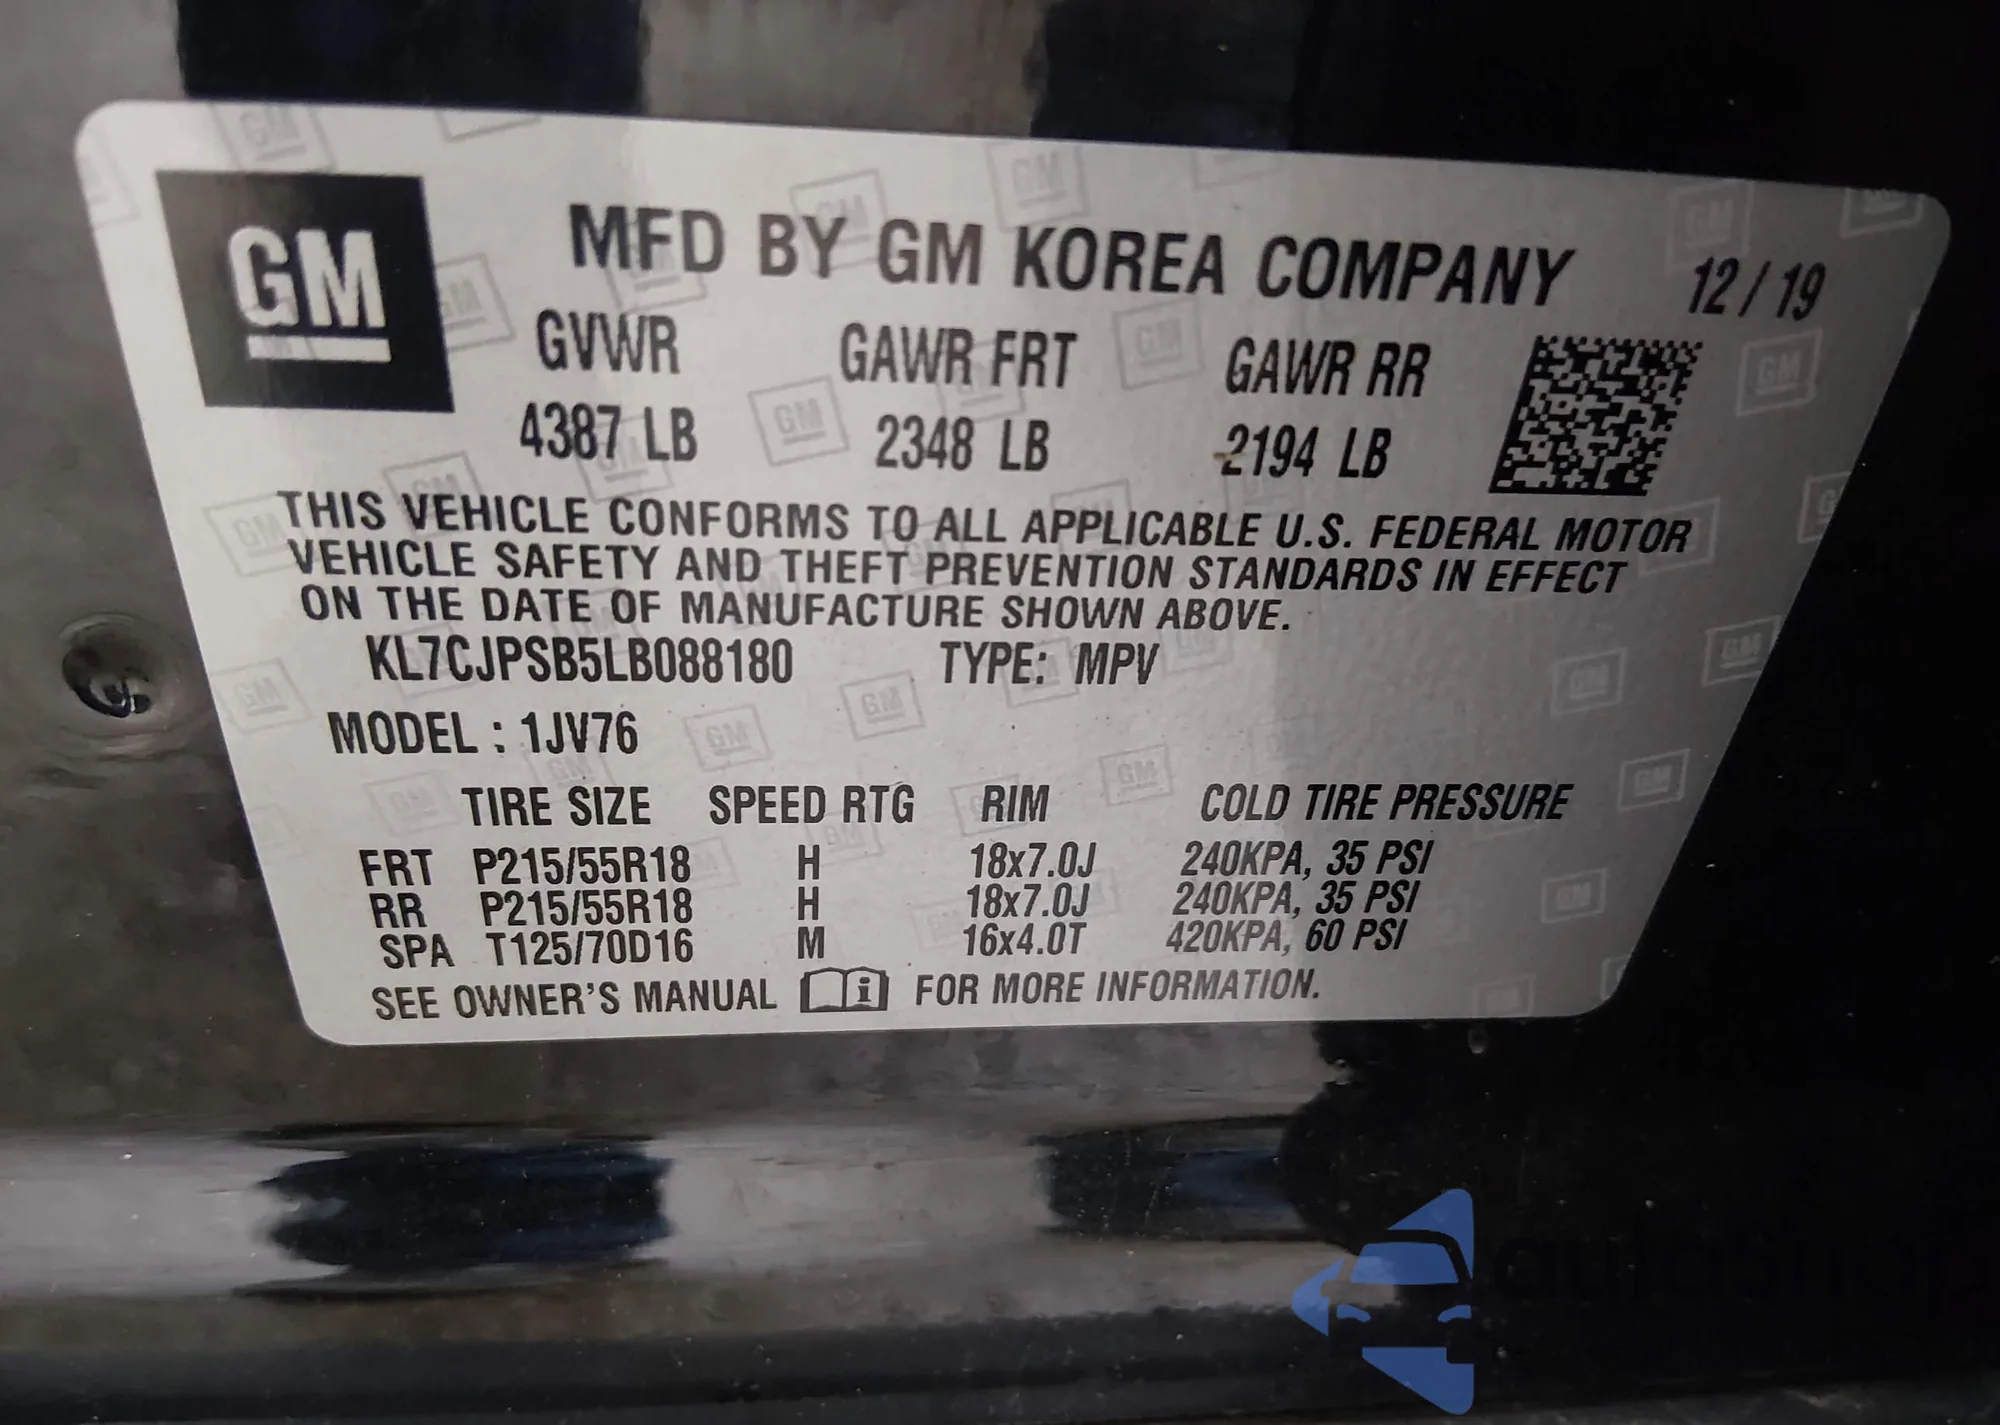 GM
MFD BY GM KOREA COMPANY 12/19
GVWR GAWR FRT GAWR RR
4387 LB 2348 LB 2194 LB
THIS VEHICLE CONFORMS TO ALL APPLICABLE U.S. FEDERAL MOTOR
VEHICLE SAFETY AND THEFT PREVENTION STANDARDS IN EFFECT
ON THE DATE OF MANUFACTURE SHOWN ABOVE.
KL7CJPSB5LB088180 TYPE: MPV
MODEL : 1JV76
TIRE SIZE SPEED RTG RIM COLD TIRE PRESSURE
FRT P215/55R18 H 18x7.0J 240KPA, 35 PSI
RR P215/55R18 H 18x7.0J 240KPA, 35 PSI
SPA T125/70D16 M 16x4.0T 420KPA, 60 PSI
SEE OWNER'S MANUAL i FOR MORE INFORMATION.